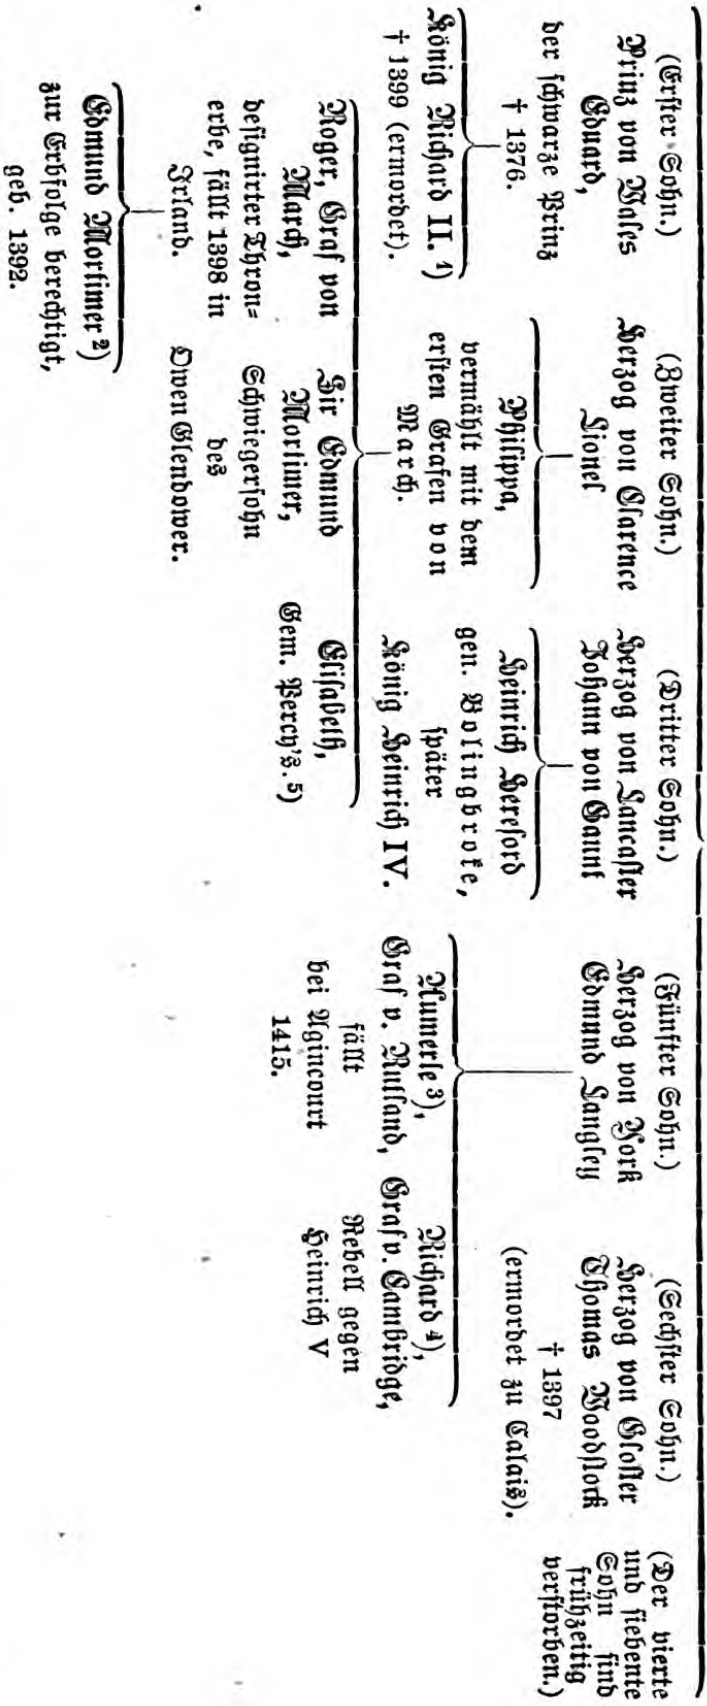 (Erster Sohn.)
Prinz von Wales
Eduard,
der schwarze Prinz
† 1376.
König Richard II. ¹)
† 1399 (ermordet).
(Zweiter Sohn.)
Herzog von Clarence
Lionel
Philippa,
vermählt mit dem
ersten Grafen von
March.
Roger, Graf von
March,
designirter Thron=
erbe, fällt 1398 in
Irland.
Sir Edmund
Mortimer,
Schwiegersohn
des
Owen Glendower.
Elisabeth,
Gem. Percy's. ⁵)
Edmund Mortimer ²)
zur Erbfolge berechtigt,
geb. 1392.
(Dritter Sohn.)
Herzog von Lancaster
Johann von Gaunt
Heinrich Hereford
gen. Bolingbroke,
später
König Heinrich IV.
(Fünfter Sohn.)
Herzog von York
Edmund Langley
Aumerle ³),
Graf v. Rutland,
fällt
bei Agincourt
1415.
Richard ⁴),
Graf v. Cambridge,
Rebell gegen
Heinrich V
(Sechster Sohn.)
Herzog von Gloster
Thomas Woodstock
† 1397
(ermordet zu Calais).
(Der vierte
und siebente
Sohn sind
frühzeitig
verstorben.)